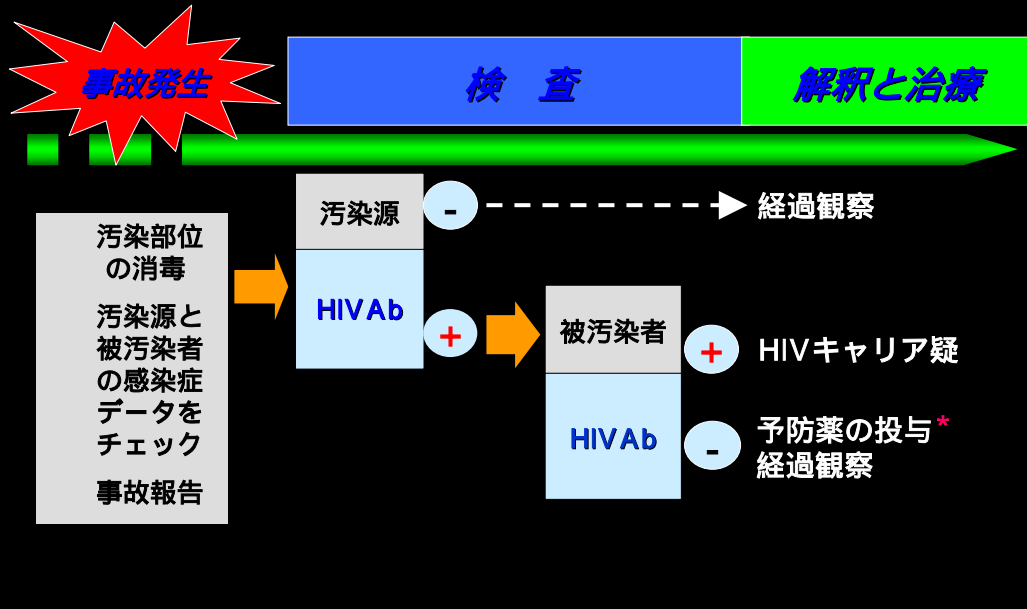 事故発生
検　査
解釈と治療
汚染部位
の消毒
汚染源と
被汚染者
の感染症
データを
チェック
事故報告
汚染源
HIVAb
-
+
経過観察
被汚染者
HIVAb
+
-
HIVキャリア疑
予防薬の投与*
経過観察